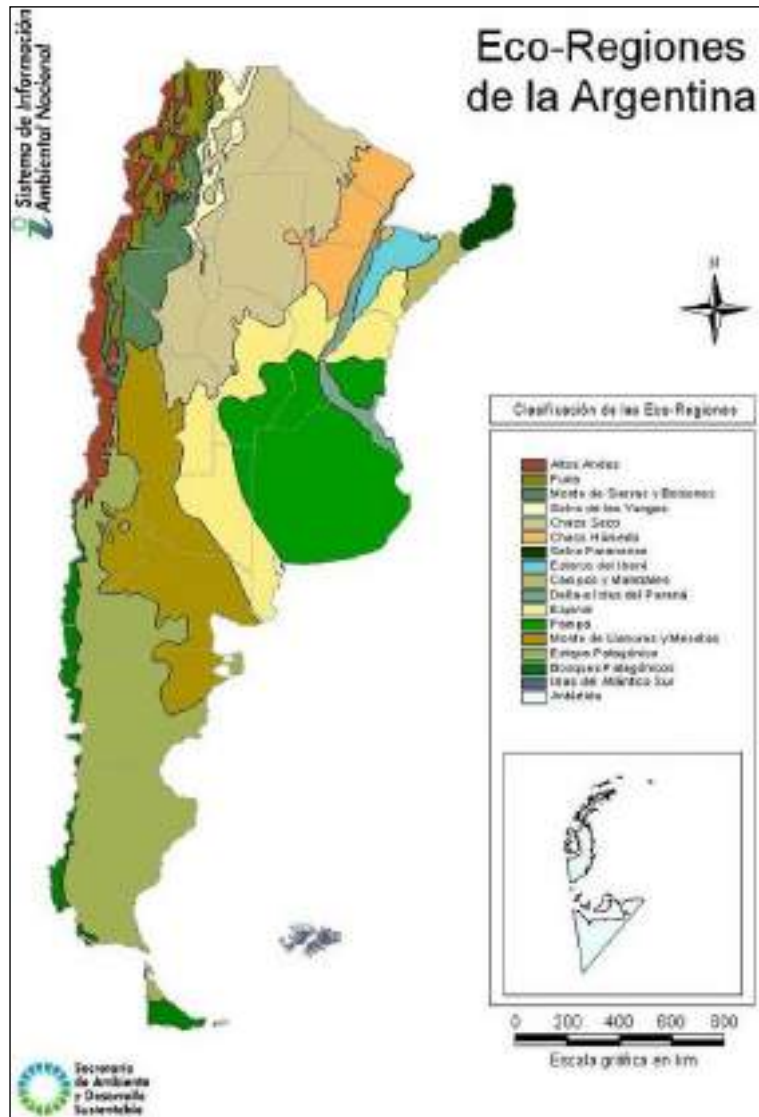 Eco-Regiones
de la Argentina
Sistema de Información
Ambiental Nacional
N
Clasificación de las Eco-Regiones
Altos Andes
Puna
Monte de Sierras y Bolsones
Selva de las Yungas
Chaco Seco
Chaco Húmedo
Selva Paranense
Esteros del Iberá
Campos y Malezales
Delta e Islas del Paraná
Espinal
Pampa
Monte de Llanuras y Mesetas
Estepa Patagónica
Bosques Patagónicos
Islas del Atlántico Sur
Antártida
0 200 400 600 800
Escala gráfica en km
Secretaría
de Ambiente
y Desarrollo
Sustentable